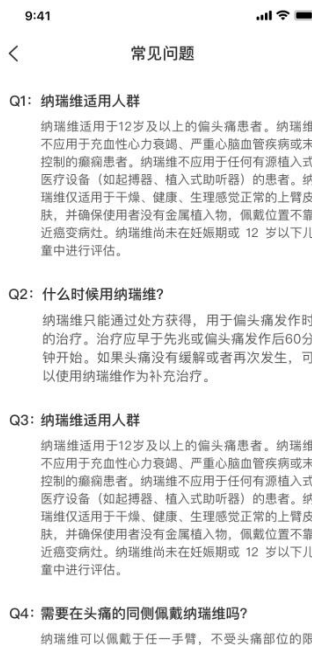 9:41
常见问题
Q1: 纳瑞维适用人群
纳瑞维适用于12岁及以上的偏头痛患者。纳瑞维
不应用于充血性心力衰竭、严重心脑血管疾病或未
控制的癫痫患者。纳瑞维不应用于任何有源植入式
医疗设备（如起搏器、植入式助听器）的患者。纳
瑞维仅适用于干燥、健康、生理感觉正常的上臂皮
肤，并确保使用者没有金属植入物，佩戴位置不靠
近癌变病灶。纳瑞维尚未在妊娠期或 12 岁以下儿
童中进行评估。
Q2: 什么时候用纳瑞维?
纳瑞维只能通过处方获得，用于偏头痛发作时
的治疗。治疗应早于先兆或偏头痛发作后60分
钟开始。如果头痛没有缓解或者再次发生，可
以使用纳瑞维作为补充治疗。
Q3: 纳瑞维适用人群
纳瑞维适用于12岁及以上的偏头痛患者。纳瑞维
不应用于充血性心力衰竭、严重心脑血管疾病或未
控制的癫痫患者。纳瑞维不应用于任何有源植入式
医疗设备（如起搏器、植入式助听器）的患者。纳
瑞维仅适用于干燥、健康、生理感觉正常的上臂皮
肤，并确保使用者没有金属植入物，佩戴位置不靠
近癌变病灶。纳瑞维尚未在妊娠期或 12 岁以下儿
童中进行评估。
Q4: 需要在头痛的同侧佩戴纳瑞维吗?
纳瑞维可以佩戴于任一手臂，不受头痛部位的限